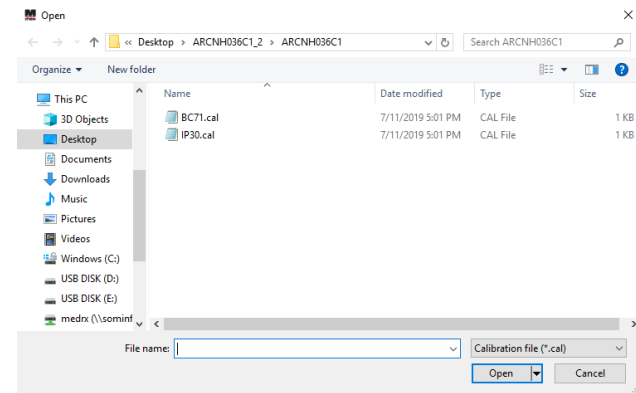 Open
« Desktop > ARCNH036C1_2 > ARCNH036C1
Search ARCNH036C1
Organize
New folder
Name
Date modified
Type
Size
BC71.cal 7/11/2019 5:01 PM CAL File 1 KB
IP30.cal 7/11/2019 5:01 PM CAL File 1 KB
This PC
3D Objects
Desktop
Documents
Downloads
Music
Pictures
Videos
Windows (C:)
USB DISK (D:)
USB DISK (E:)
medrx (\\sominf
File name:
Calibration file (*.cal)
Open
Cancel